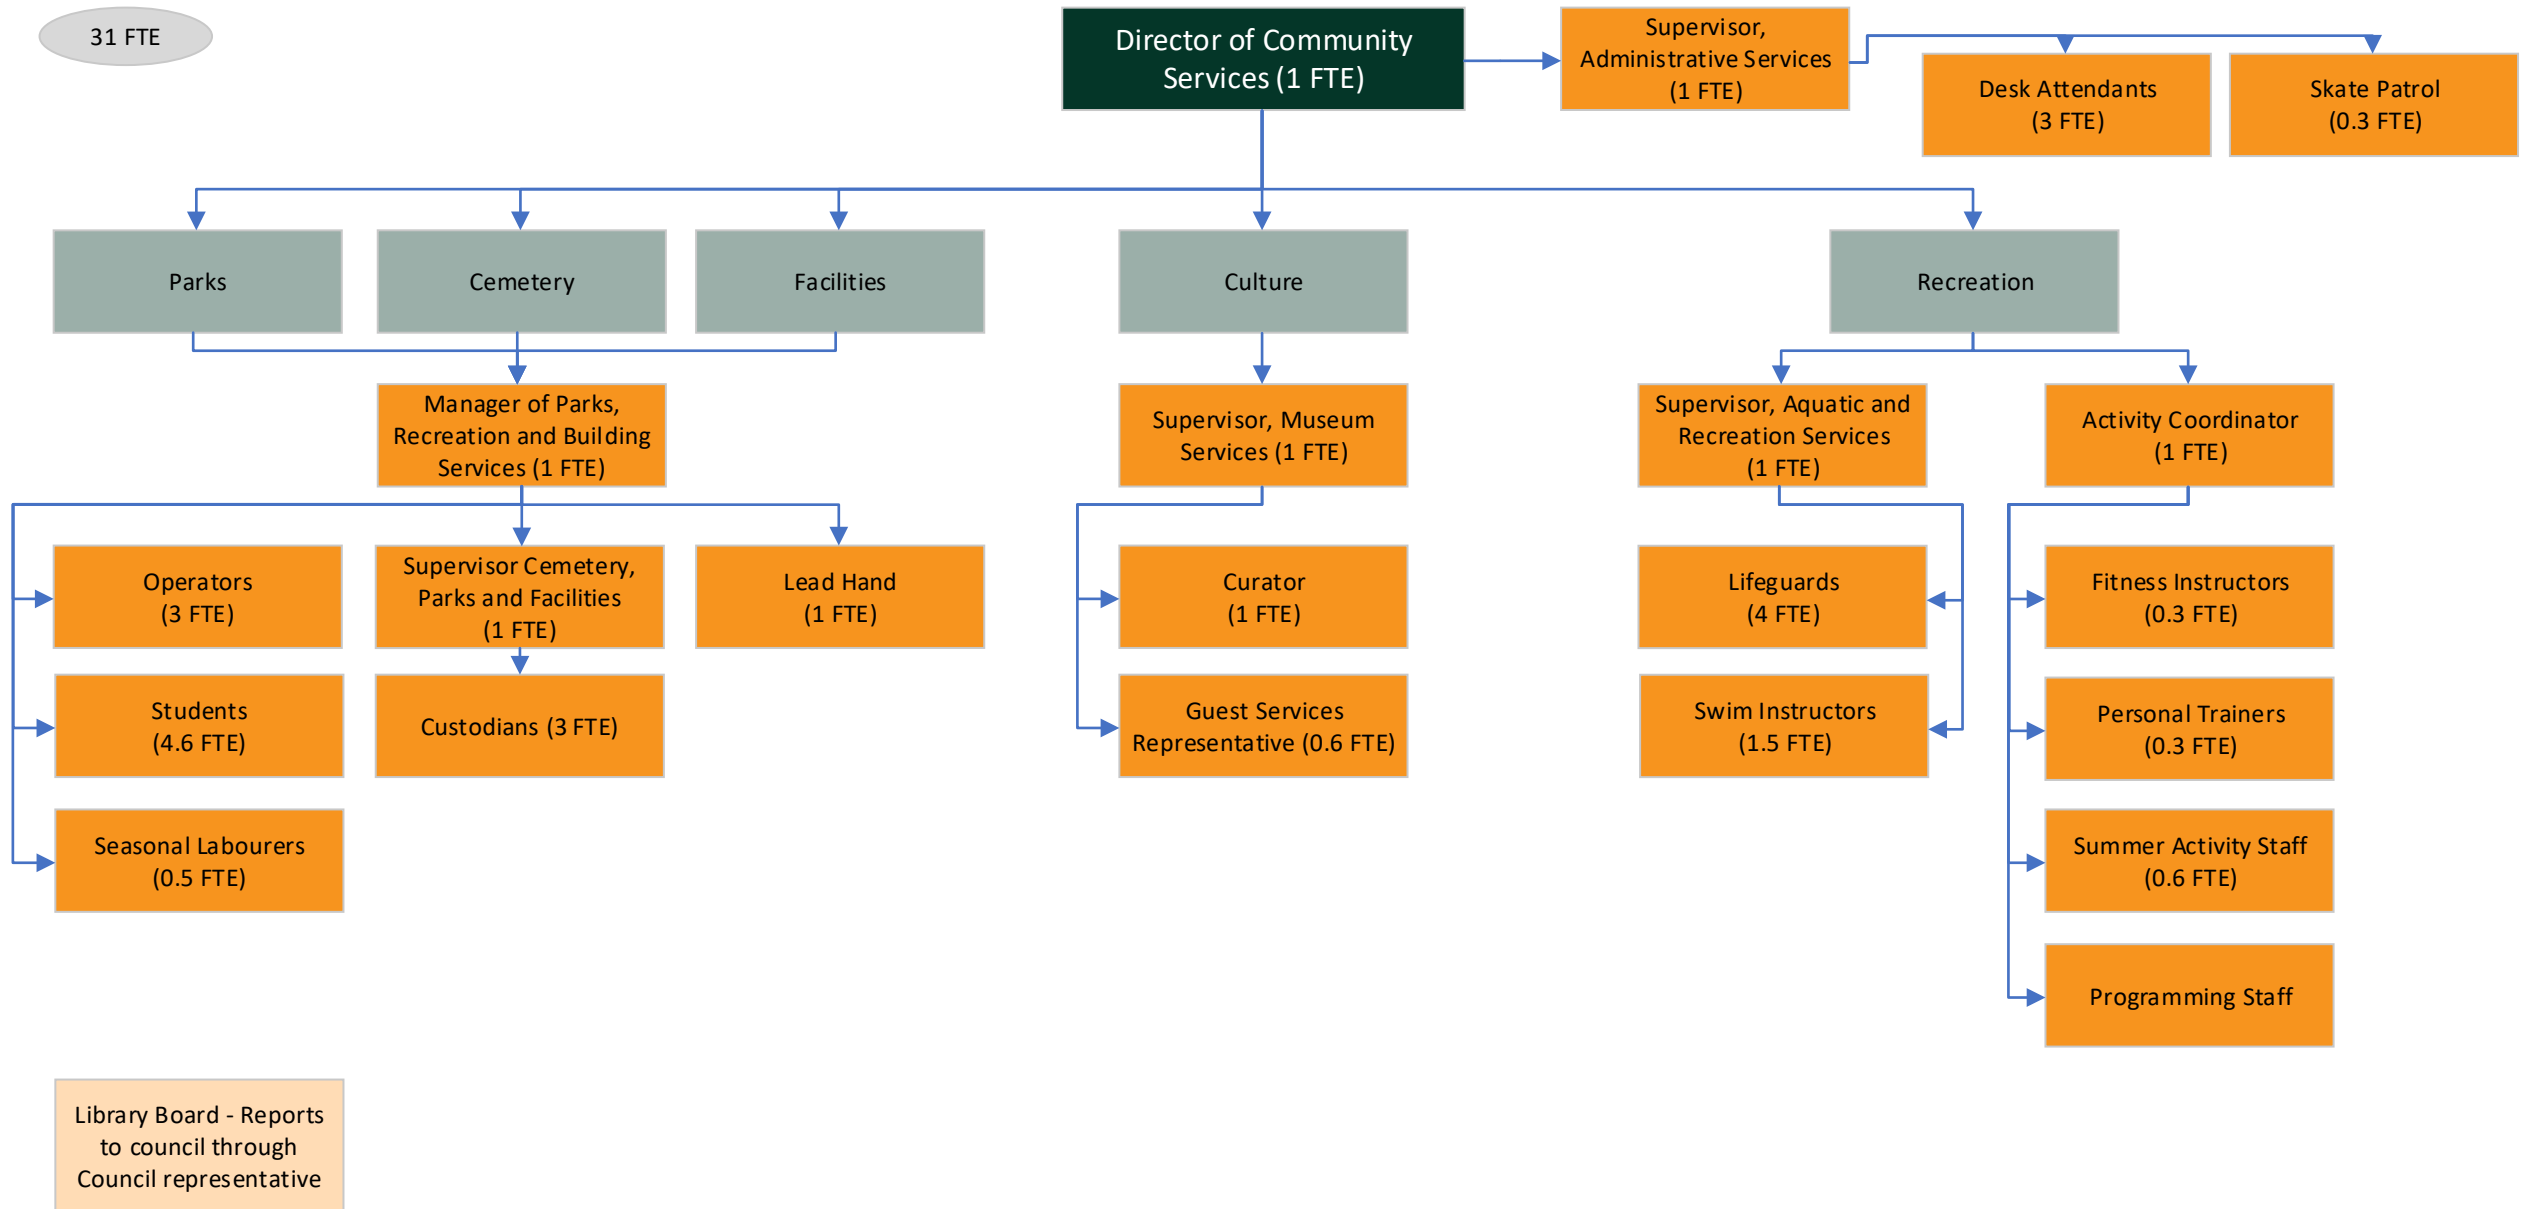 31 FTE
Director of Community
Services (1 FTE)
Supervisor,
Administrative Services
(1 FTE)
Desk Attendants
(3 FTE)
Skate Patrol
(0.3 FTE)
Parks
Cemetery
Facilities
Culture
Recreation
Manager of Parks,
Recreation and Building
Services (1 FTE)
Supervisor, Museum
Services (1 FTE)
Supervisor, Aquatic and
Recreation Services
(1 FTE)
Activity Coordinator
(1 FTE)
Operators
(3 FTE)
Supervisor Cemetery,
Parks and Facilities
(1 FTE)
Lead Hand
(1 FTE)
Curator
(1 FTE)
Lifeguards
(4 FTE)
Fitness Instructors
(0.3 FTE)
Students
(4.6 FTE)
Custodians (3 FTE)
Guest Services
Representative (0.6 FTE)
Swim Instructors
(1.5 FTE)
Personal Trainers
(0.3 FTE)
Seasonal Labourers
(0.5 FTE)
Summer Activity Staff
(0.6 FTE)
Programming Staff
Library Board - Reports
to council through
Council representative